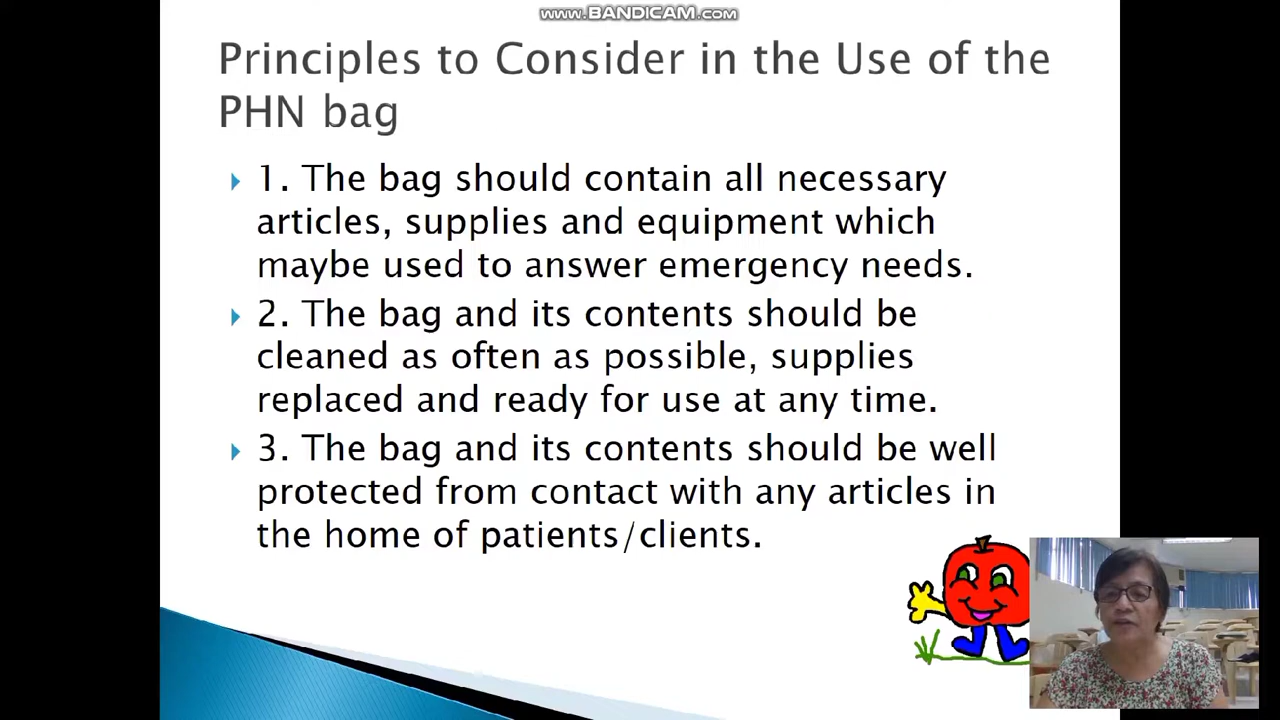 www.BANDICAM.com
Principles to Consider in the Use of the
PHN bag
1. The bag should contain all necessary
articles, supplies and equipment which
maybe used to answer emergency needs.
2. The bag and its contents should be
cleaned as often as possible, supplies
replaced and ready for use at any time.
3. The bag and its contents should be well
protected from contact with any articles in
the home of patients/clients.